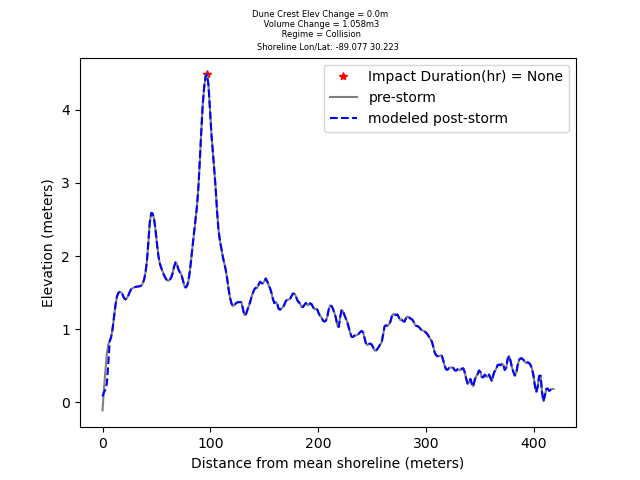 Dune Crest Elev Change = 0.0m
Volume Change = 1.058m3
Regime = Collision
Shoreline Lon/Lat: -89.077 30.223
Impact Duration(hr) = None
pre-storm
modeled post-storm
Elevation (meters)
4
3
2
1
0
0 100 200 300 400
Distance from mean shoreline (meters)